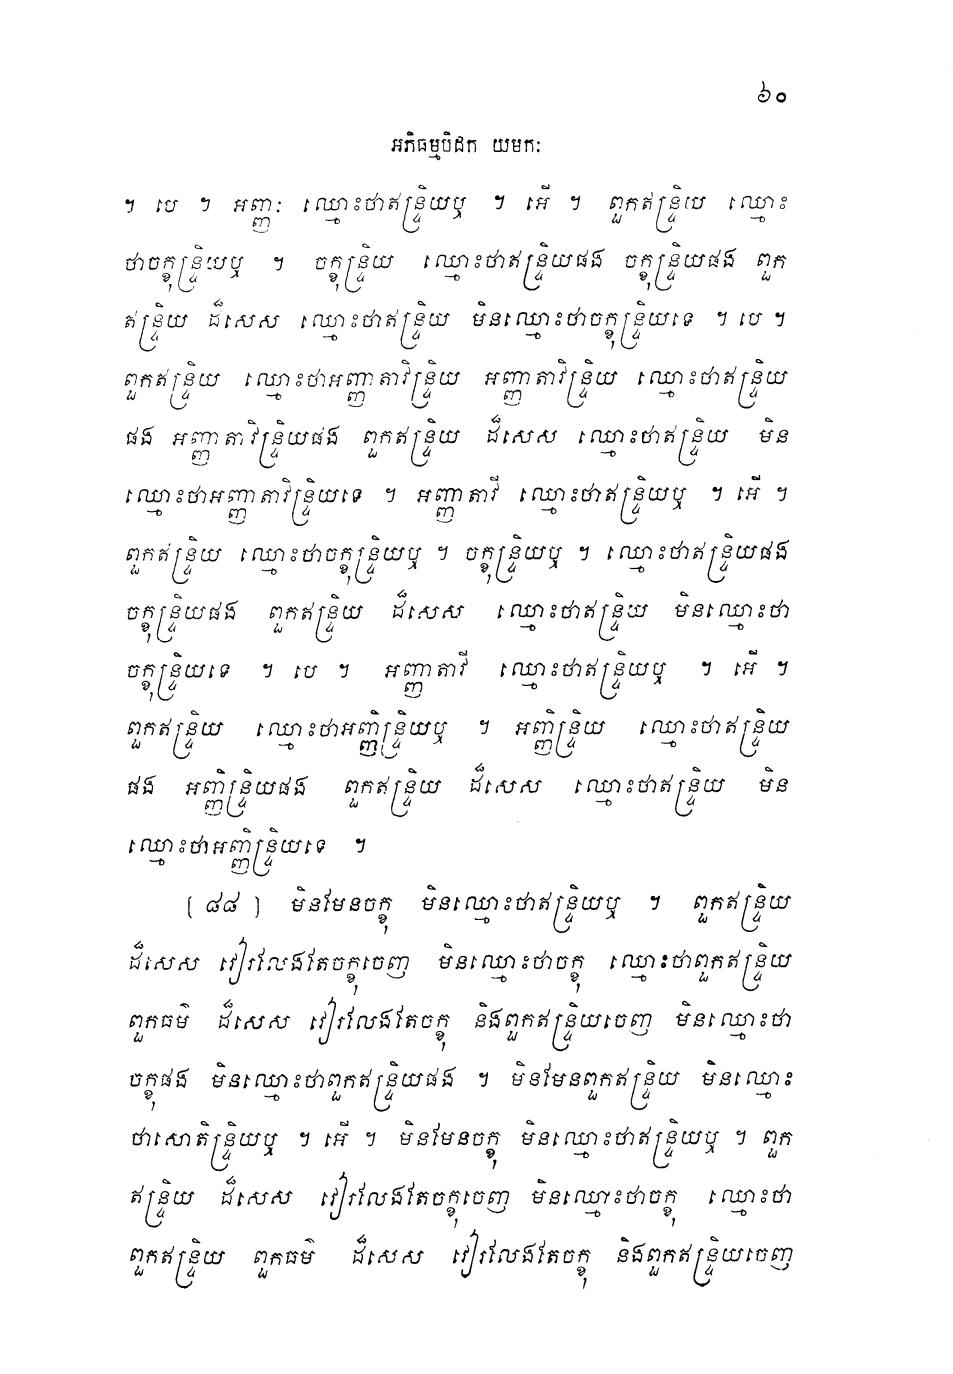 ៦០
អភិធម្មបិដក យមកៈ
។ បេ ។ អញ្ញៈ ឈ្មោះថាឥន្ទ្រិយឬ ។ អើ ។ ពួកឥន្ទ្រិយ ឈ្មោះ
ថាចក្ខុន្ទ្រិយឬ ។ ចក្ខុន្ទ្រិយ ឈ្មោះថាឥន្ទ្រិយផង ចក្ខុន្ទ្រិយផង ពួក
ឥន្ទ្រិយ ដ៏សេស ឈ្មោះថាឥន្ទ្រិយ មិនឈ្មោះថាចក្ខុន្ទ្រិយទេ ។ បេ ។
ពួកឥន្ទ្រិយ ឈ្មោះថាអញ្ញាតាវិន្ទ្រិយ អញ្ញាតាវិន្ទ្រិយ ឈ្មោះថាឥន្ទ្រិយ
ផង អញ្ញាតាវិន្ទ្រិយផង ពួកឥន្ទ្រិយ ដ៏សេស ឈ្មោះថាឥន្ទ្រិយ មិន
ឈ្មោះថាអញ្ញាតាវិន្ទ្រិយទេ ។ អញ្ញាតាវី ឈ្មោះថាឥន្ទ្រិយឬ ។ អើ ។
ពួកឥន្ទ្រិយ ឈ្មោះថាចក្ខុន្ទ្រិយឬ ។ ចក្ខុន្ទ្រិយឬ ។ ឈ្មោះថាឥន្ទ្រិយផង
ចក្ខុន្ទ្រិយផង ពួកឥន្ទ្រិយ ដ៏សេស ឈ្មោះថាឥន្ទ្រិយ មិនឈ្មោះថា
ចក្ខុន្ទ្រិយទេ ។ បេ ។ អញ្ញាតាវី ឈ្មោះថាឥន្ទ្រិយឬ ។ អើ ។
ពួកឥន្ទ្រិយ ឈ្មោះថាអញ្ញិន្ទ្រិយឬ ។ អញ្ញិន្ទ្រិយ ឈ្មោះថាឥន្ទ្រិយ
ផង អញ្ញិន្ទ្រិយផង ពួកឥន្ទ្រិយ ដ៏សេស ឈ្មោះថាឥន្ទ្រិយ មិន
ឈ្មោះថាអញ្ញិន្ទ្រិយទេ ។
[ ៨៨ ] មិនមែនចក្ខុ មិនឈ្មោះថាឥន្ទ្រិយឬ ។ ពួកឥន្ទ្រិយ
ដ៏សេស វៀរលែងតែចក្ខុចេញ មិនឈ្មោះថាចក្ខុ ឈ្មោះថាពួកឥន្ទ្រិយ
ពួកធម៌ ដ៏សេស វៀរលែងតែចក្ខុ និងពួកឥន្ទ្រិយចេញ មិនឈ្មោះថា
ចក្ខុផង មិនឈ្មោះថាពួកឥន្ទ្រិយផង ។ មិនមែនពួកឥន្ទ្រិយ មិនឈ្មោះ
ថាសោតិន្ទ្រិយឬ ។ អើ ។ មិនមែនចក្ខុ មិនឈ្មោះថាឥន្ទ្រិយឬ ។ ពួក
ឥន្ទ្រិយ ដ៏សេស វៀរលែងតែចក្ខុចេញ មិនឈ្មោះថាចក្ខុ ឈ្មោះថា
ពួកឥន្ទ្រិយ ពួកធម៌ ដ៏សេស វៀរលែងតែចក្ខុ និងពួកឥន្ទ្រិយចេញ